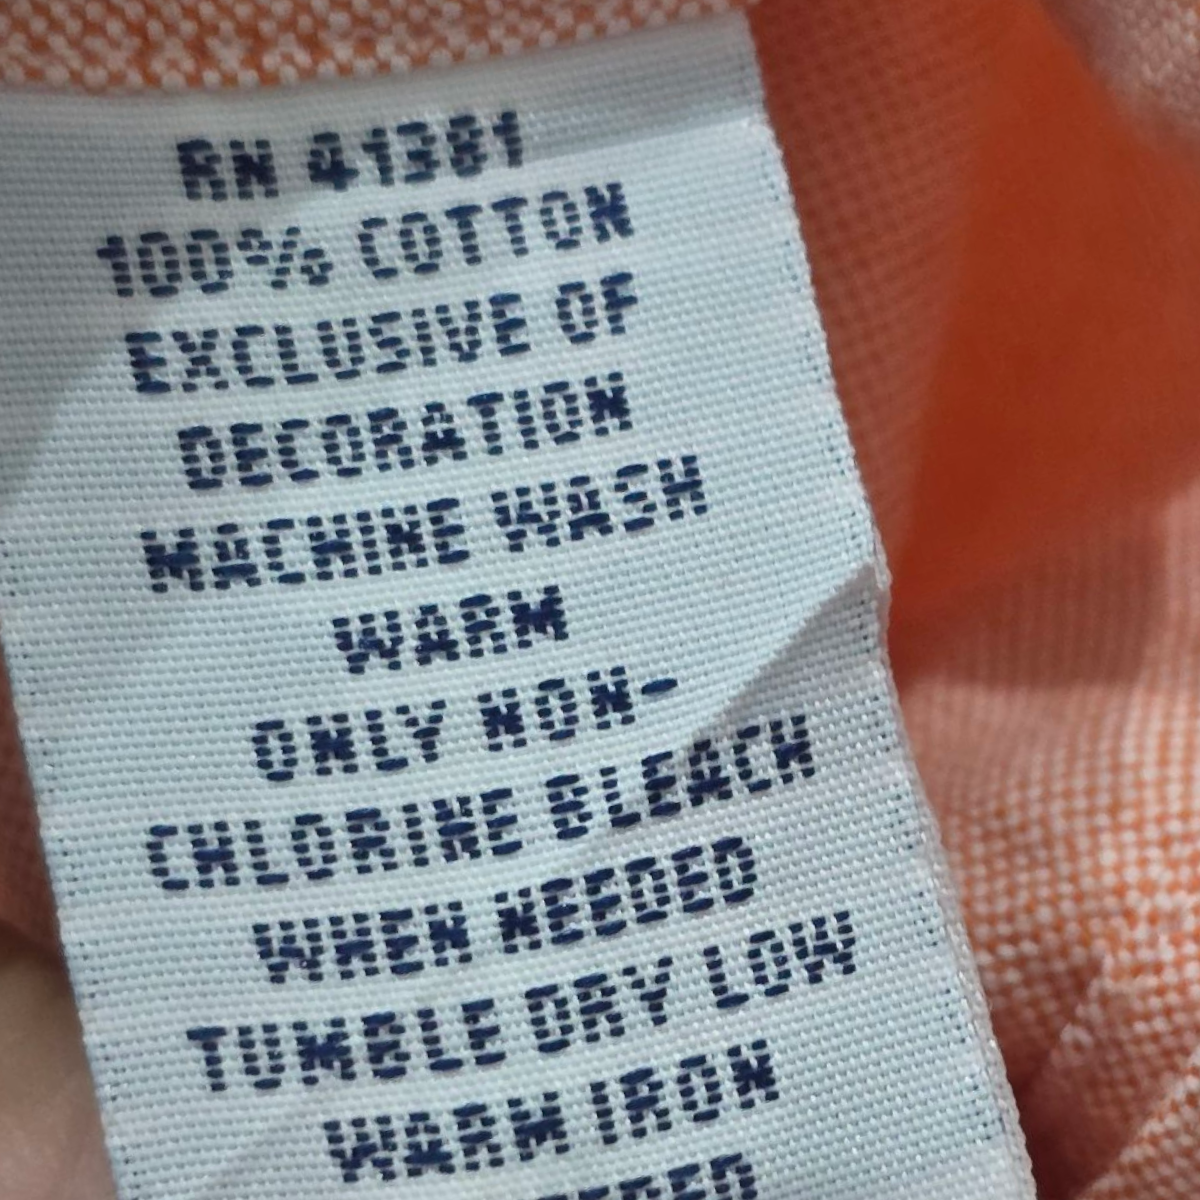 RN 41381
100% COTTON
EXCLUSIVE OF
DECORATION
MACHINE WASH
WARM
ONLY NON-
CHLORINE BLEACH
WHEN NEEDED
TUMBLE DRY LOW
WARM IRON